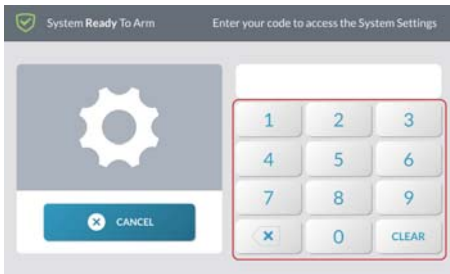 System Ready To Arm
Enter your code to access the System Settings
1 2 3
4 5 6
7 8 9
0 CLEAR
CANCEL